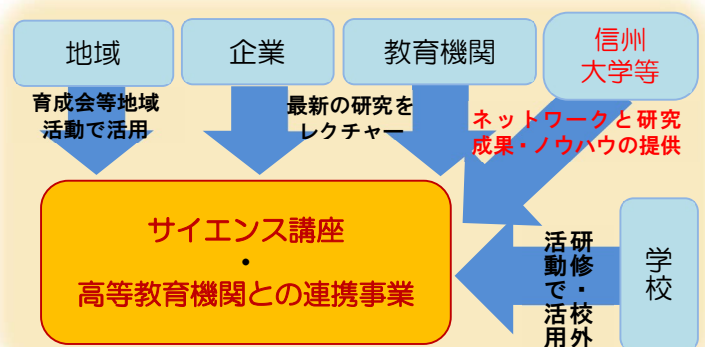 地域
企業
教育機関
信州
大学等
育成会等地域
活動で活用
最新の研究を
レクチャー
ネットワークと研究
成果・ノウハウの提供
サイエンス講座
・
高等教育機関との連携事業
研修・校外
活動で活用
学校